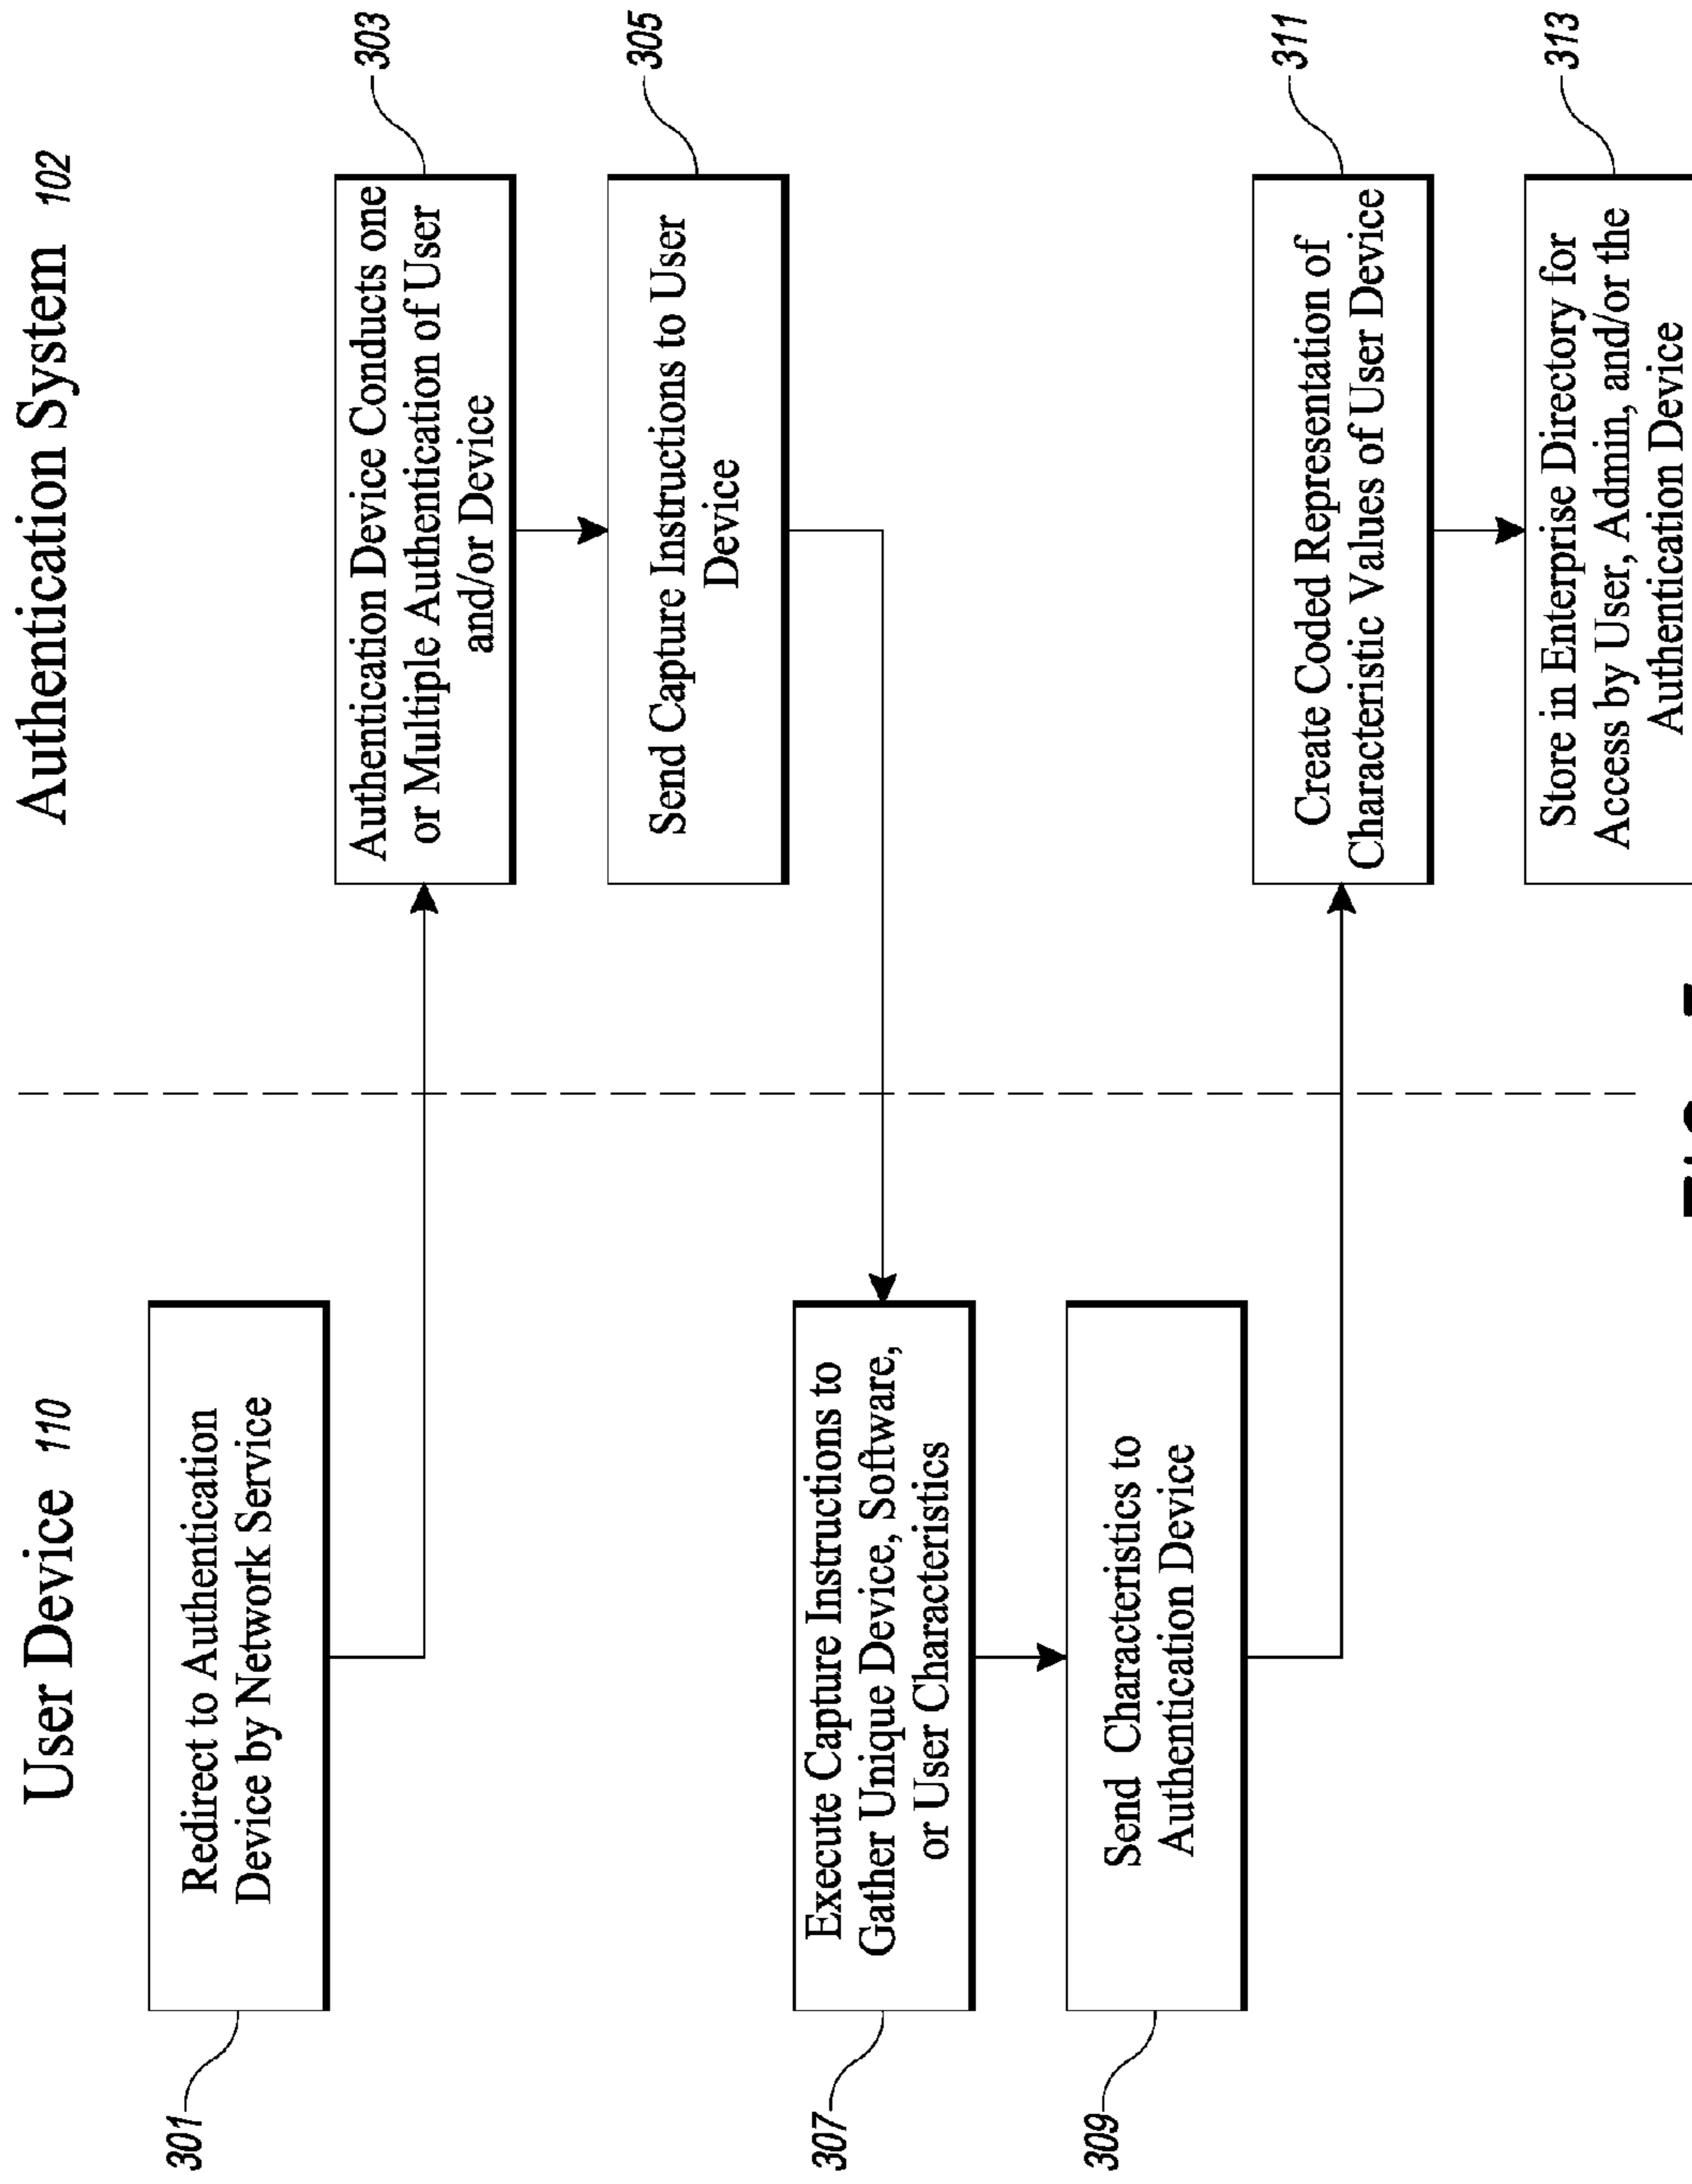 User Device 110
Authentication System 102
301
Redirect to Authentication
Device by Network Service
303
Authentication Device Conducts one
or Multiple Authentication of User
and/or Device
305
Send Capture Instructions to User
Device
307
Execute Capture Instructions to
Gather Unique Device, Software,
or User Characteristics
309
Send Characteristics to
Authentication Device
311
Create Coded Representation of
Characteristic Values of User Device
313
Store in Enterprise Directory for
Access by User, Admin, and/or the
Authentication Device